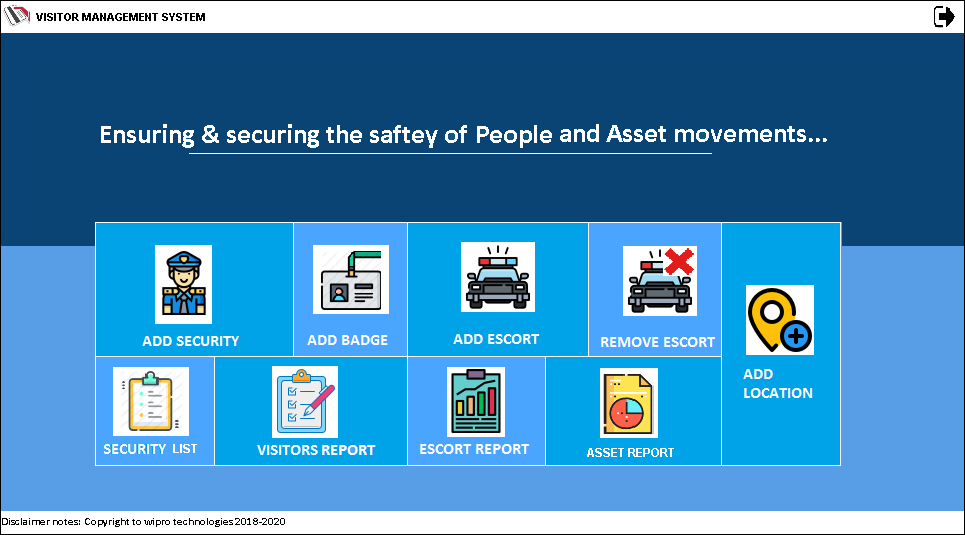 VISITOR MANAGEMENT SYSTEM
Ensuring & securing the saftey of People and Asset movements...
ADD SECURITY
ADD BADGE
ADD ESCORT
REMOVE ESCORT
ADD
LOCATION
SECURITY LIST
VISITORS REPORT
ESCORT REPORT
ASSET REPORT
Disclaimer notes: Copyright to wipro technologies 2018-2020